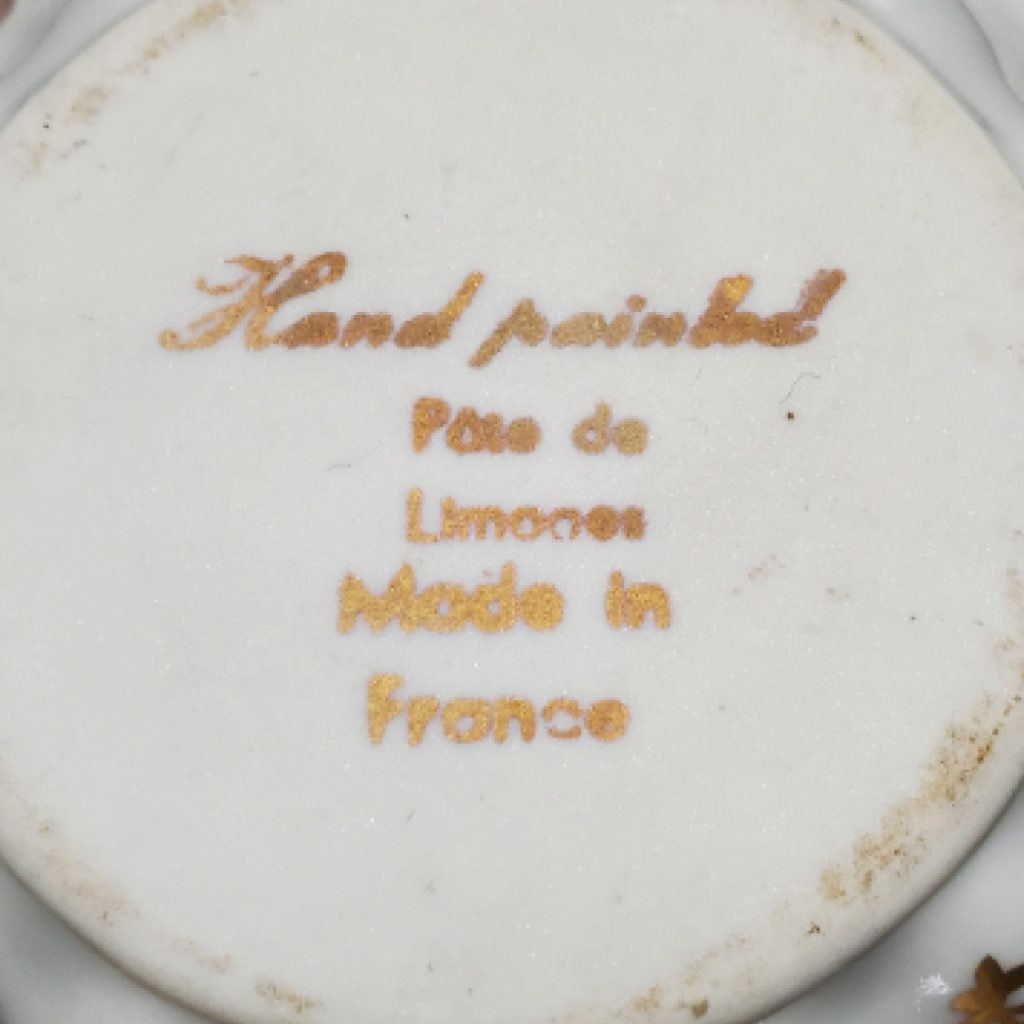 Hand painted
Pâte de
Limoges
Made in
France